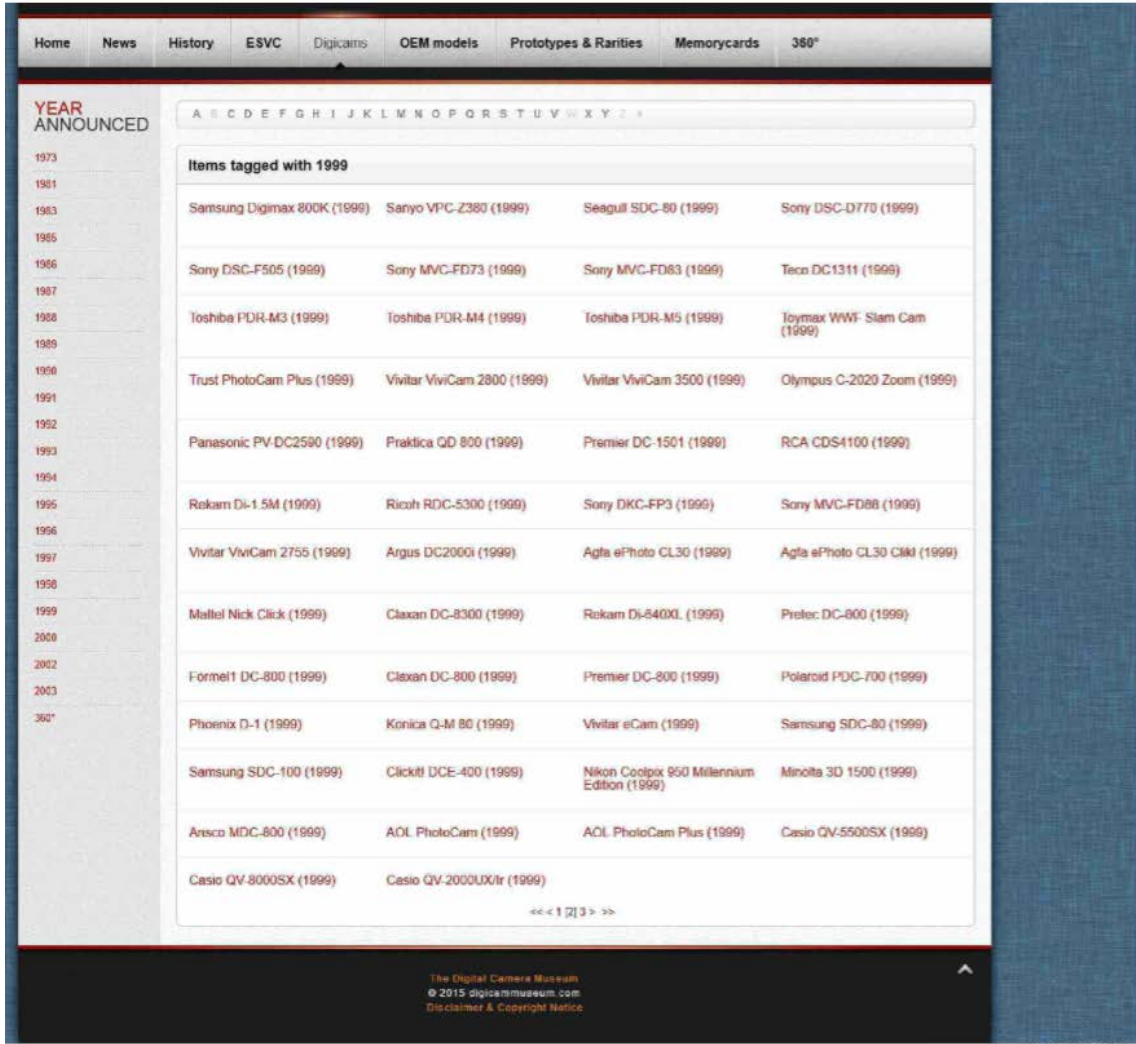 Home News History ESVC Digicams OEM models Prototypes & Rarities Memorycards 360°
YEAR
ANNOUNCED
1973
1981
1983
1985
1986
1987
1988
1989
1990
1991
1992
1993
1994
1995
1996
1997
1998
1999
2000
2002
2003
360°
A B C D E F G H I J K L M N O P Q R S T U V W X Y Z #
Items tagged with 1999
Samsung Digimax 800K (1999) Sanyo VPC-Z380 (1999) Seagull SDC-80 (1999) Sony DSC-D770 (1999)
Sony DSC-F505 (1999) Sony MVC-FD73 (1999) Sony MVC-FD83 (1999) Teco DC1311 (1999)
Toshiba PDR-M3 (1999) Toshiba PDR-M4 (1999) Toshiba PDR-M5 (1999) Toymax WWF Slam Cam
(1999)
Trust PhotoCam Plus (1999) Vivitar ViviCam 2800 (1999) Vivitar ViviCam 3500 (1999) Olympus C-2020 Zoom (1999)
Panasonic PV-DC2590 (1999) Praktica QD 800 (1999) Premier DC-1501 (1999) RCA CDS4100 (1999)
Rekam Di-1.5M (1999) Ricoh RDC-5300 (1999) Sony DKC-FP3 (1999) Sony MVC-FD88 (1999)
Vivitar ViviCam 2755 (1999) Argus DC2000i (1999) Agfa ePhoto CL30 (1999) Agfa ePhoto CL30 Clik! (1999)
Mattel Nick Click (1999) Claxan DC-8300 (1999) Rekam Di-640XL (1999) Pretec DC-800 (1999)
Formel1 DC-800 (1999) Claxan DC-800 (1999) Premier DC-800 (1999) Polaroid PDC-700 (1999)
Phoenix D-1 (1999) Konica Q-M 80 (1999) Vivitar eCam (1999) Samsung SDC-80 (1999)
Samsung SDC-100 (1999) Clickit! DCE-400 (1999) Nikon Coolpix 950 Millennium Minolta 3D 1500 (1999)
Edition (1999)
Ansco MDC-800 (1999) AOL PhotoCam (1999) AOL PhotoCam Plus (1999) Casio QV-5500SX (1999)
Casio QV-8000SX (1999) Casio QV-2000UX/Ir (1999)
<< < 1 [2] 3 > >>
The Digital Camera Museum
© 2015 digicammuseum.com
Disclaimer & Copyright Notice